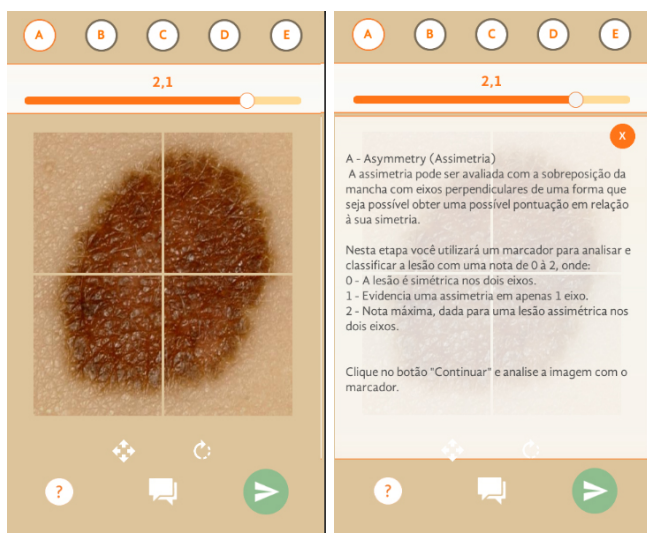 A B C D E
2,1
?
A B C D E
2,1
X
A - Asymmetry (Assimetria)
A assimetria pode ser avaliada com a sobreposição da
mancha com eixos perpendiculares de uma forma que
seja possível obter uma possível pontuação em relação
à sua simetria.
Nesta etapa você utilizará um marcador para analisar e
classificar a lesão com uma nota de 0 à 2, onde:
0 - A lesão é simétrica nos dois eixos.
1 - Evidencia uma assimetria em apenas 1 eixo.
2 - Nota máxima, dada para uma lesão assimétrica nos
dois eixos.
Clique no botão "Continuar" e analise a imagem com o
marcador.
?